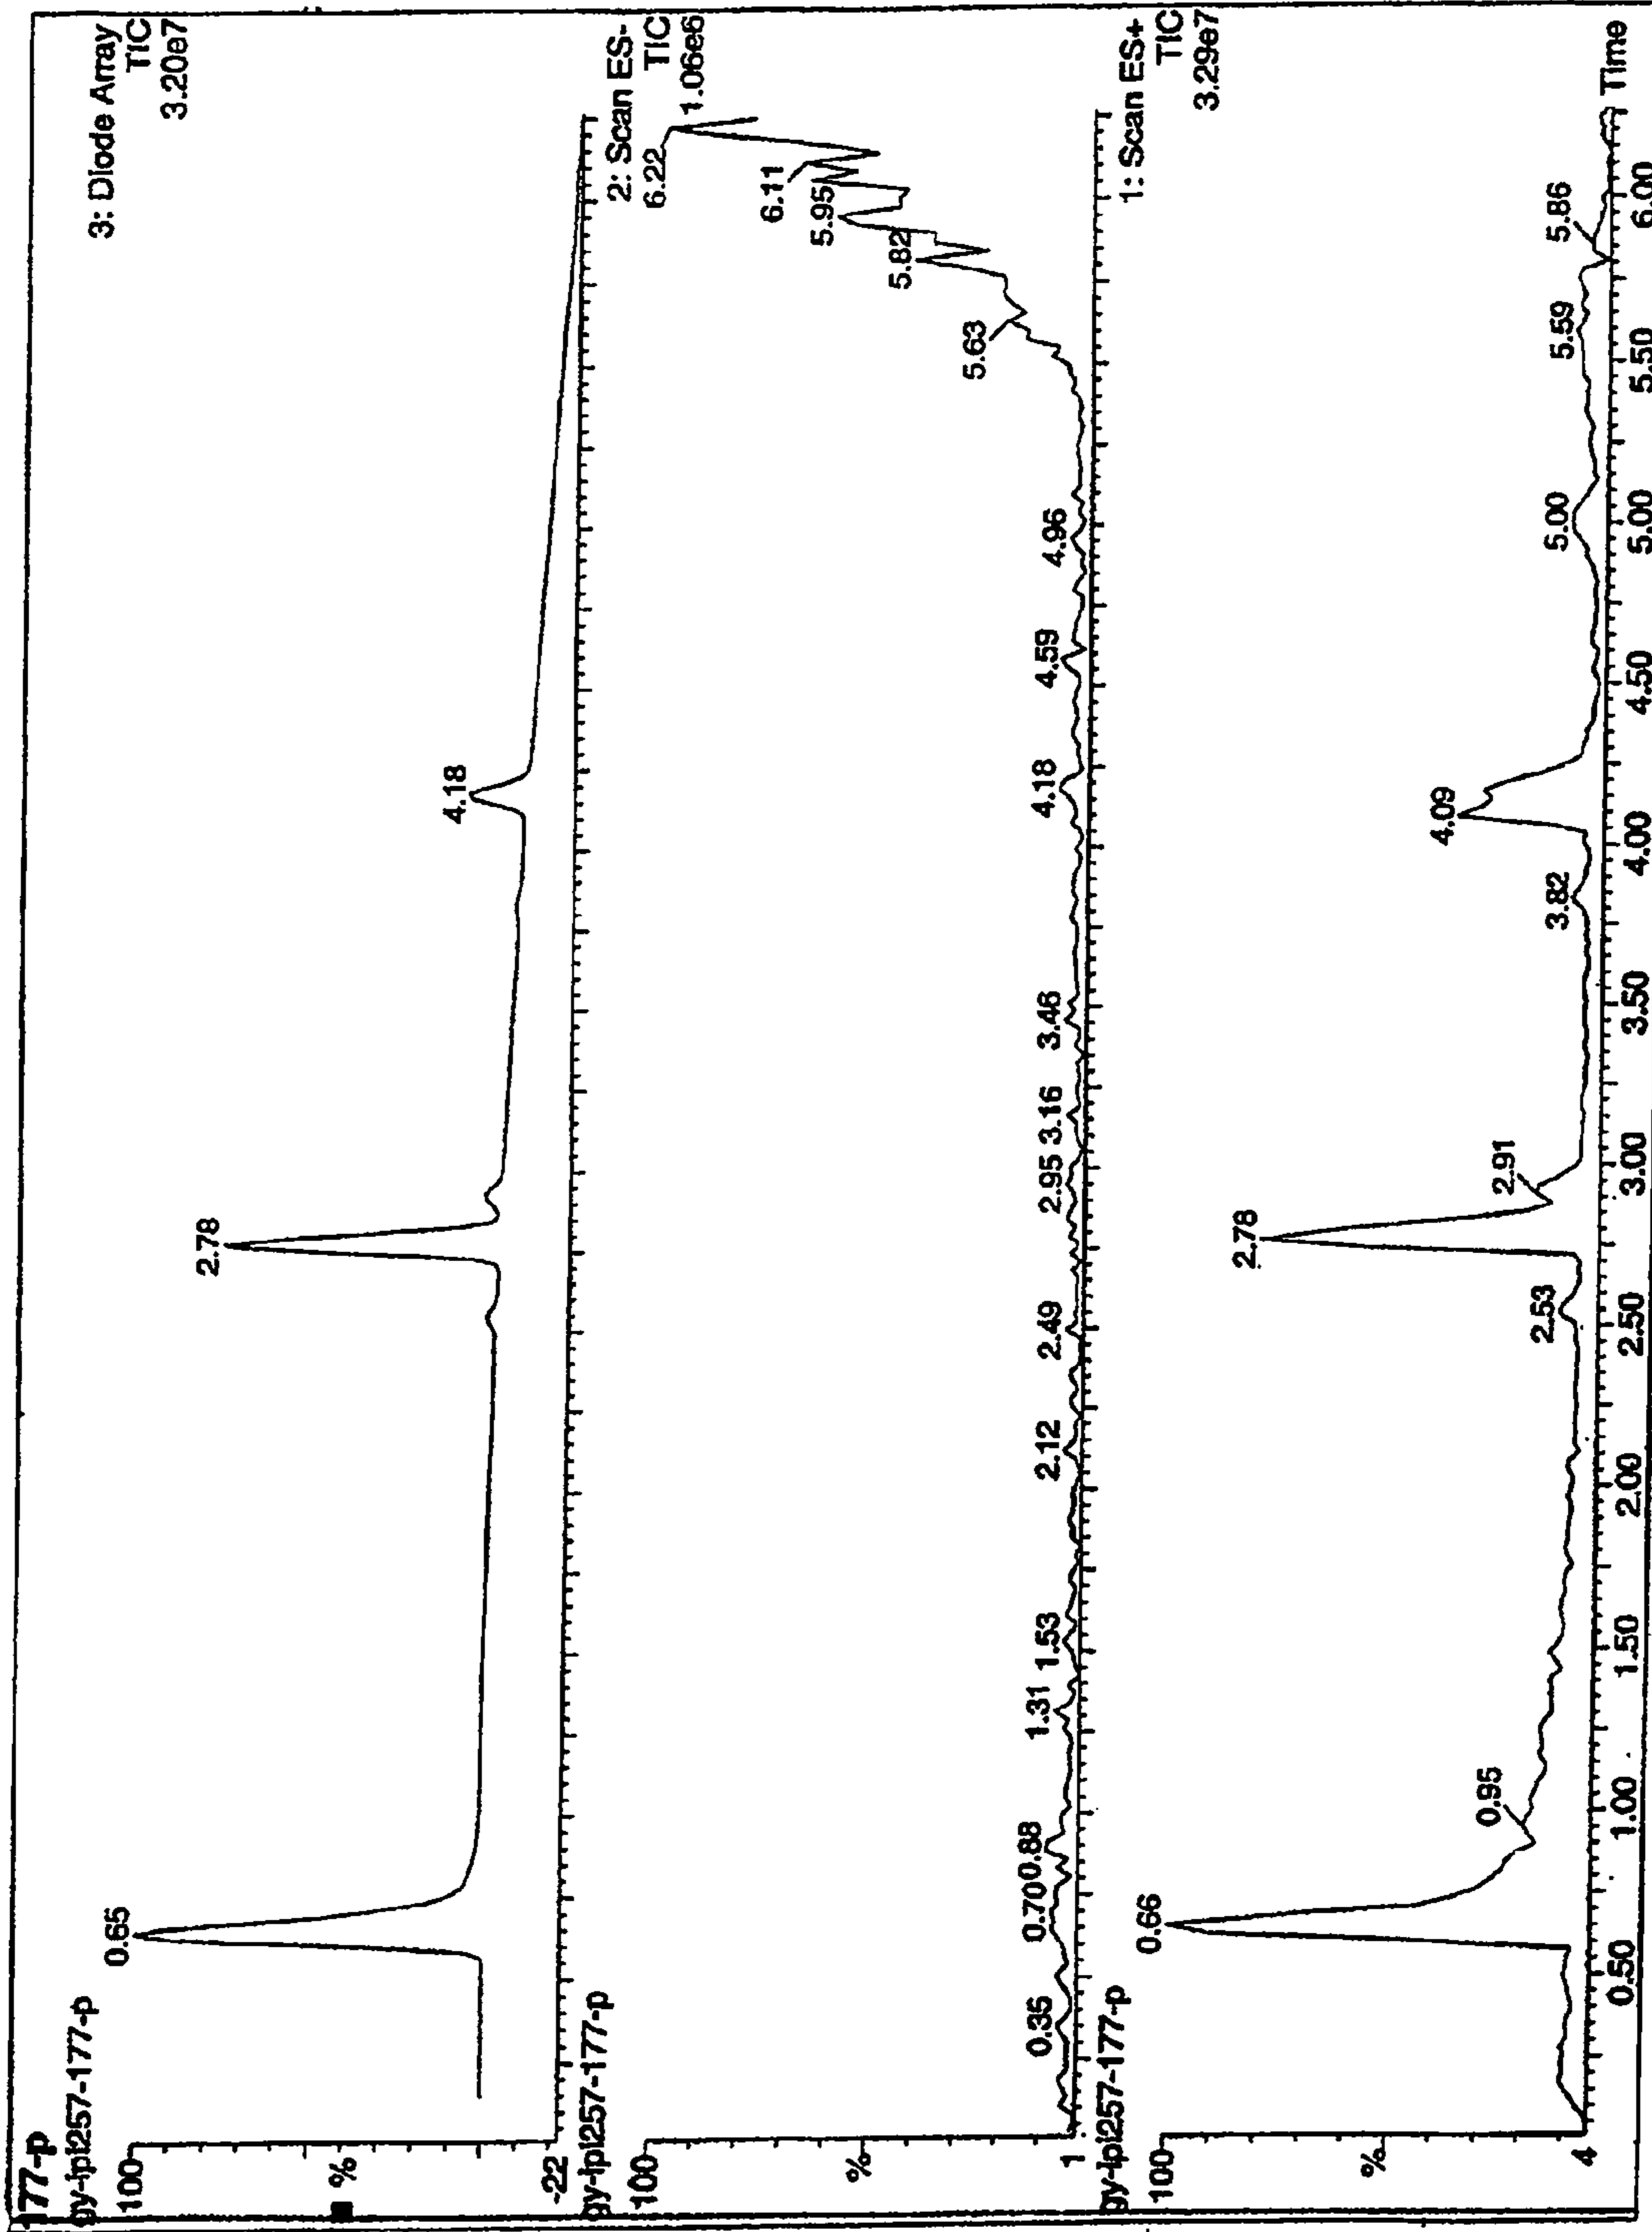 177-p
gy-lpl257-177-p
3: Diode Array
TIC
3.20e7
100
%
-22
0.65
2.78
4.18
gy-lpl257-177-p
2: Scan ES-
TIC
1.06e6
100
%
1
0.35
0.70
0.88
1.31
1.53
2.12
2.49
2.95
3.16
3.46
4.18
4.59
4.96
5.63
5.82
5.95
6.11
6.22
gy-lpl257-177-p
1: Scan ES+
TIC
3.29e7
100
%
4
0.66
0.95
2.53
2.78
2.91
3.82
4.09
5.00
5.59
5.86
0.50 1.00 1.50 2.00 2.50 3.00 3.50 4.00 4.50 5.00 5.50 6.00 Time